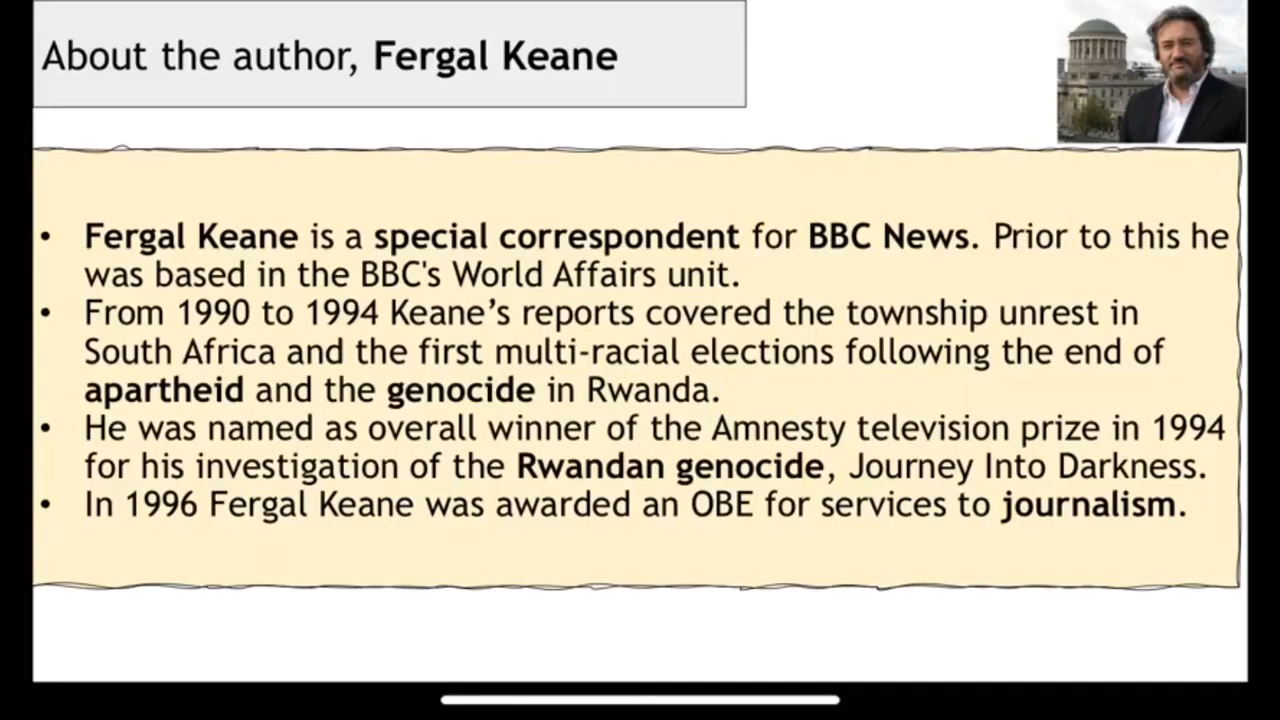 About the author, Fergal Keane
• Fergal Keane is a special correspondent for BBC News. Prior to this he
was based in the BBC's World Affairs unit.
• From 1990 to 1994 Keane’s reports covered the township unrest in
South Africa and the first multi-racial elections following the end of
apartheid and the genocide in Rwanda.
• He was named as overall winner of the Amnesty television prize in 1994
for his investigation of the Rwandan genocide, Journey Into Darkness.
• In 1996 Fergal Keane was awarded an OBE for services to journalism.